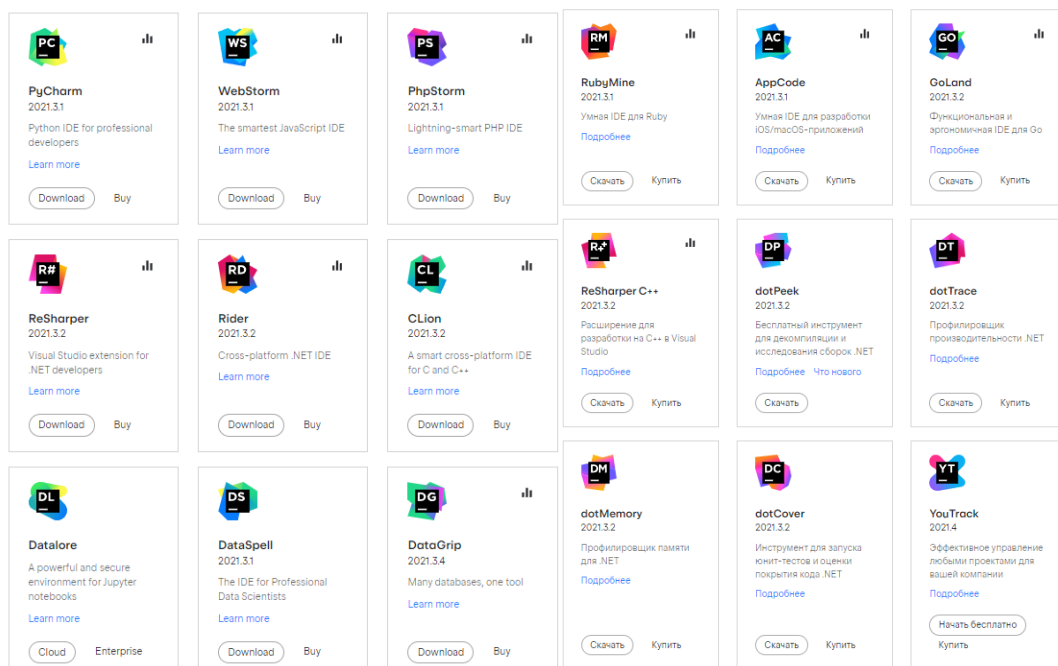 PC
PyCharm
2021.3.1
Python IDE for professional
developers
Learn more
Download Buy
WS
WebStorm
2021.3.1
The smartest JavaScript IDE
Learn more
Download Buy
PS
PhpStorm
2021.3.1
Lightning-smart PHP IDE
Learn more
Download Buy
RM
RubyMine
2021.3.1
Умная IDE для Ruby
Подробнее
Скачать Купить
AC
AppCode
2021.3.1
Умная IDE для разработки
iOS/macOS-приложений
Подробнее
Скачать Купить
GO
GoLand
2021.3.2
Функциональная и
эргономичная IDE для Go
Подробнее
Скачать Купить
R#
ReSharper
2021.3.2
Visual Studio extension for
.NET developers
Learn more
Download Buy
RD
Rider
2021.3.2
Cross-platform .NET IDE
Learn more
Download Buy
CL
CLion
2021.3.2
A smart cross-platform IDE
for C and C++
Learn more
Download Buy
R++
ReSharper C++
2021.3.2
Расширение для
разработки на C++ в Visual
Studio
Подробнее
Скачать Купить
DP
dotPeek
2021.3.2
Бесплатный инструмент
для декомпиляции и
исследования сборок .NET
Подробнее Что нового
Скачать
DT
dotTrace
2021.3.2
Профилировщик
производительности .NET
Подробнее
Скачать Купить
DL
Datalore
A powerful and secure
environment for Jupyter
notebooks
Learn more
Cloud Enterprise
DS
DataSpell
2021.3.1
The IDE for Professional
Data Scientists
Learn more
Download Buy
DG
DataGrip
2021.3.4
Many databases, one tool
Learn more
Download Buy
DM
dotMemory
2021.3.2
Профилировщик памяти
для .NET
Подробнее
Скачать Купить
DC
dotCover
2021.3.2
Инструмент для запуска
юнит-тестов и оценки
покрытия кода .NET
Подробнее
Скачать Купить
YT
YouTrack
2021.4
Эффективное управление
любыми проектами для
вашей компании
Подробнее
Начать бесплатно
Купить